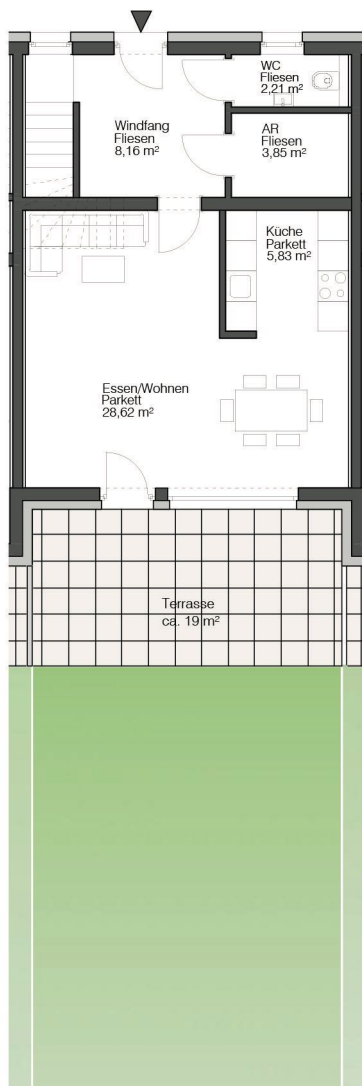 WC
Fliesen
2,21 m²
Windfang
Fliesen
8,16 m²
AR
Fliesen
3,85 m²
Küche
Parkett
5,83 m²
Essen/Wohnen
Parkett
28,62 m²
Terrasse
ca. 19 m²